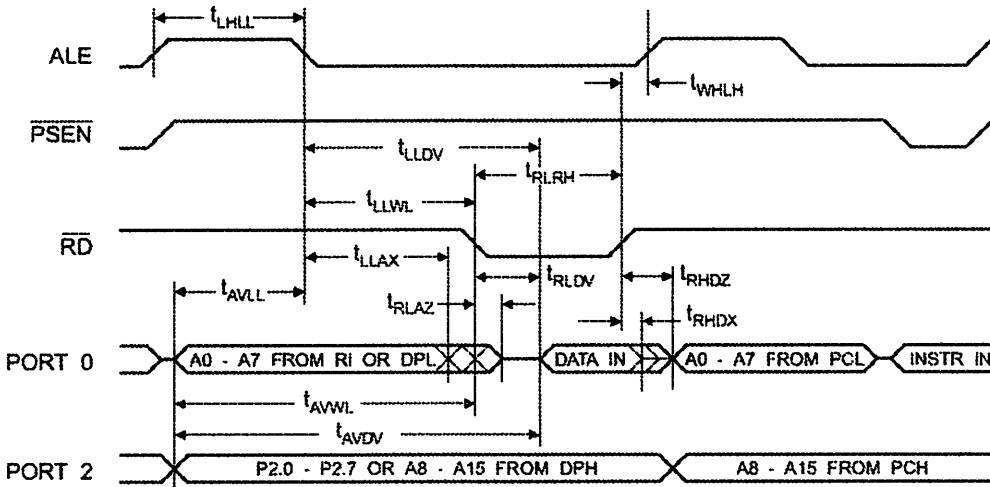 tLHLL
ALE
tWHLH
PSEN
tLLDV
tRLRH
tLLWL
RD
tLLAX
tRLDV
tRHDZ
tAVLL
tRLAZ
tRHDX
PORT 0
A0 - A7 FROM RI OR DPL
DATA IN
A0 - A7 FROM PCL
INSTR IN
tAVWL
tAVDV
PORT 2
P2.0 - P2.7 OR A8 - A15 FROM DPH
A8 - A15 FROM PCH